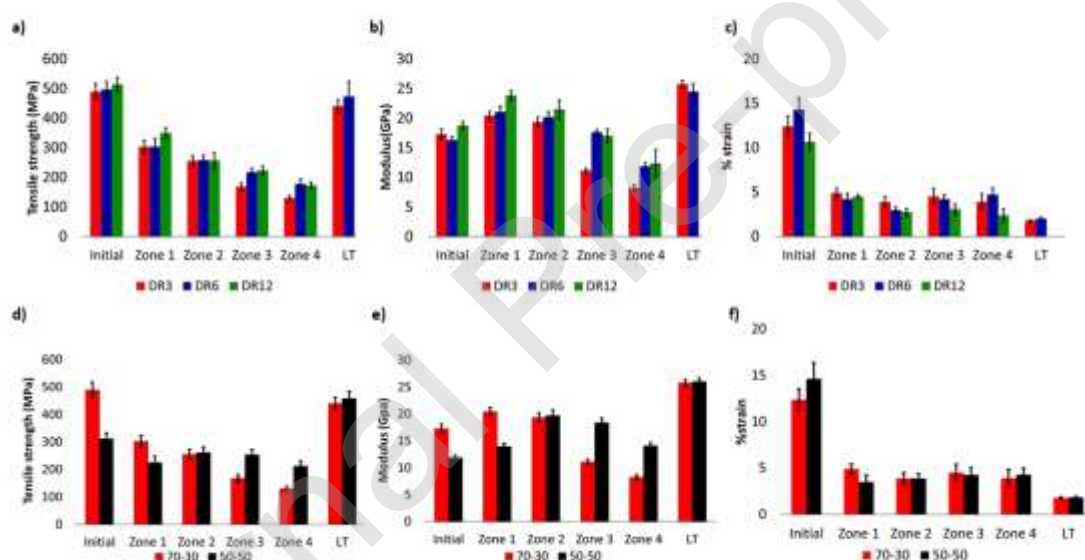 a)
Tensile strength (MPa)
600
500
400
300
200
100
0
Initial Zone 1 Zone 2 Zone 3 Zone 4 LT
DR3 DR6 DR12
b)
Modulus(GPa)
30
25
20
15
10
5
0
Initial Zone 1 Zone 2 Zone 3 Zone 4 LT
DR3 DR6 DR12
c)
% strain
20
15
10
5
0
Initial Zone 1 Zone 2 Zone 3 Zone 4 LT
DR3 DR6 DR12
d)
Tensile strength (MPa)
600
500
400
300
200
100
0
Initial Zone 1 Zone 2 Zone 3 Zone 4 LT
70-30 50-50
e)
Modulus (Gpa)
30
25
20
15
10
5
0
Initial Zone 1 Zone 2 Zone 3 Zone 4 LT
70-30 50-50
f)
%strain
20
15
10
5
0
Initial Zone 1 Zone 2 Zone 3 Zone 4 LT
70-30 50-50
nal Pre-pr